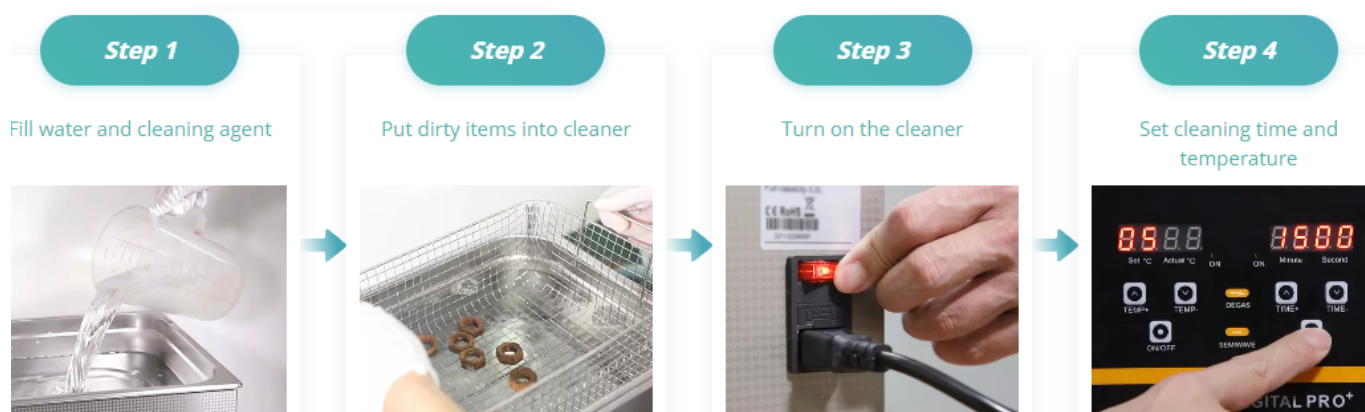 Step 1
Step 2
Step 3
Step 4
Fill water and cleaning agent
Put dirty items into cleaner
Turn on the cleaner
Set cleaning time and
temperature
CE RoHS
05 88
1500
Set °C Actual °C ON
ON Minute Second
TEMP+ TEMP- DEGAS TIME+ TIME-
ON/OFF SEMIWAVE
GITAL PRO+